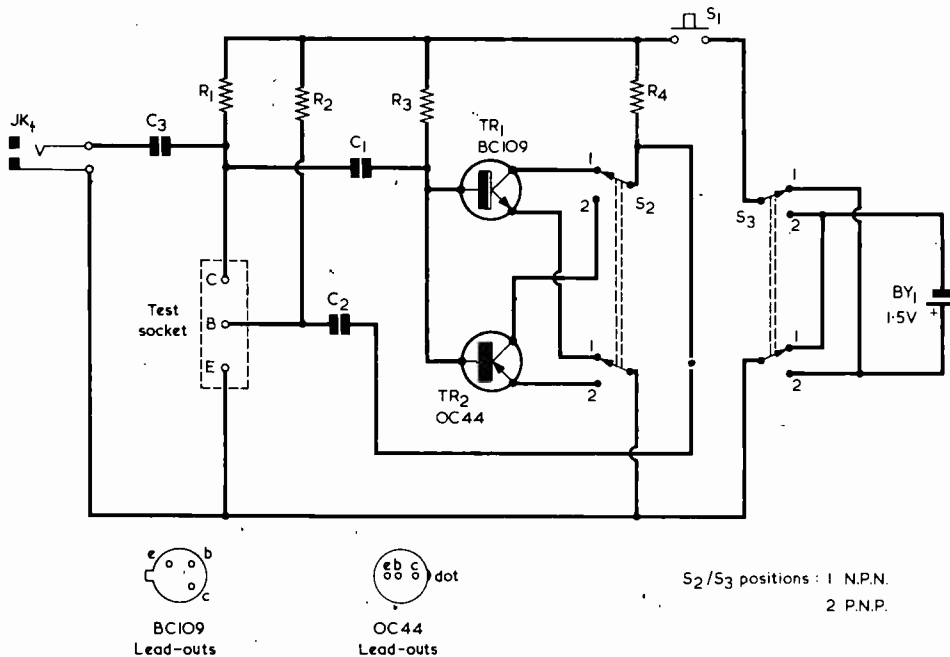 S1
R1
R2
R3
R4
JK1
C3
C1
TR1
BC109
1
2
S2
1
2
S3
BY1
1·5V
+
C
B
E
Test
socket
C2
1
2
1
2
TR2
OC44
e b
c
BC109
Lead-outs
e b c
dot
OC44
Lead-outs
S2/S3 positions : 1 N.P.N.
2 P.N.P.